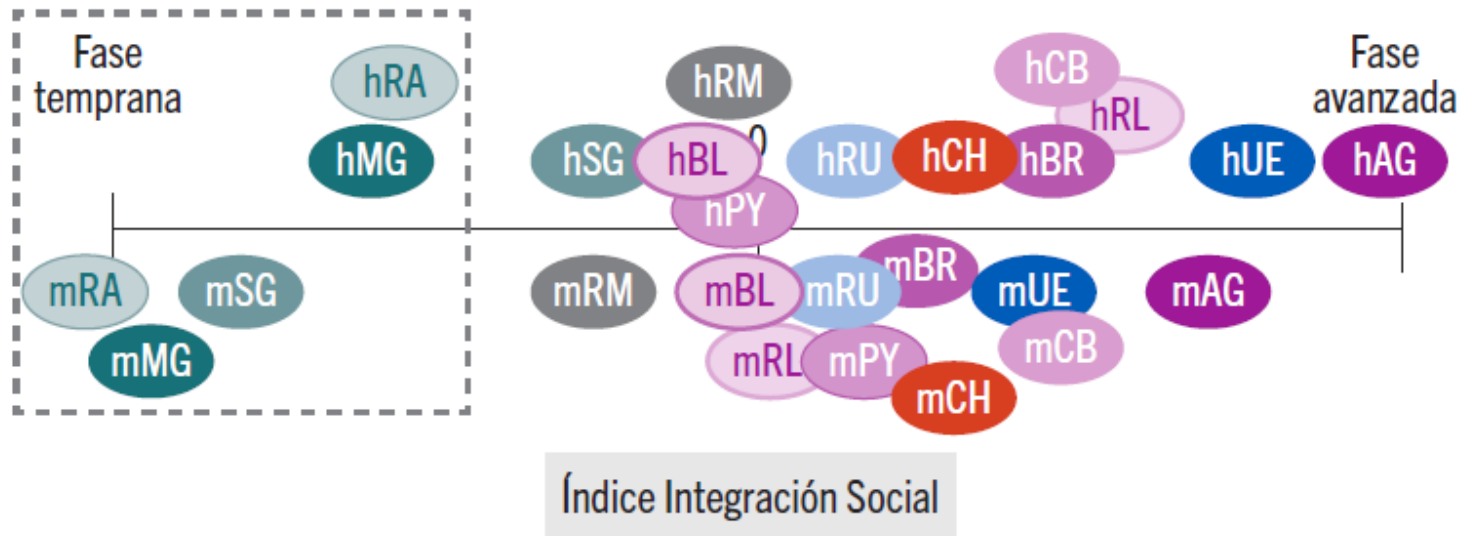 Fase
temprana
hRA
hMG
hRM
0
hSG
hBL
hPY
hRU
hCH
hBR
hCB
hRL
hUE
Fase
avanzada
hAG
mRA
mSG
mMG
mRM
mBL
mRU
mBR
mRL
mPY
mCH
mUE
mCB
mAG
Índice Integración Social